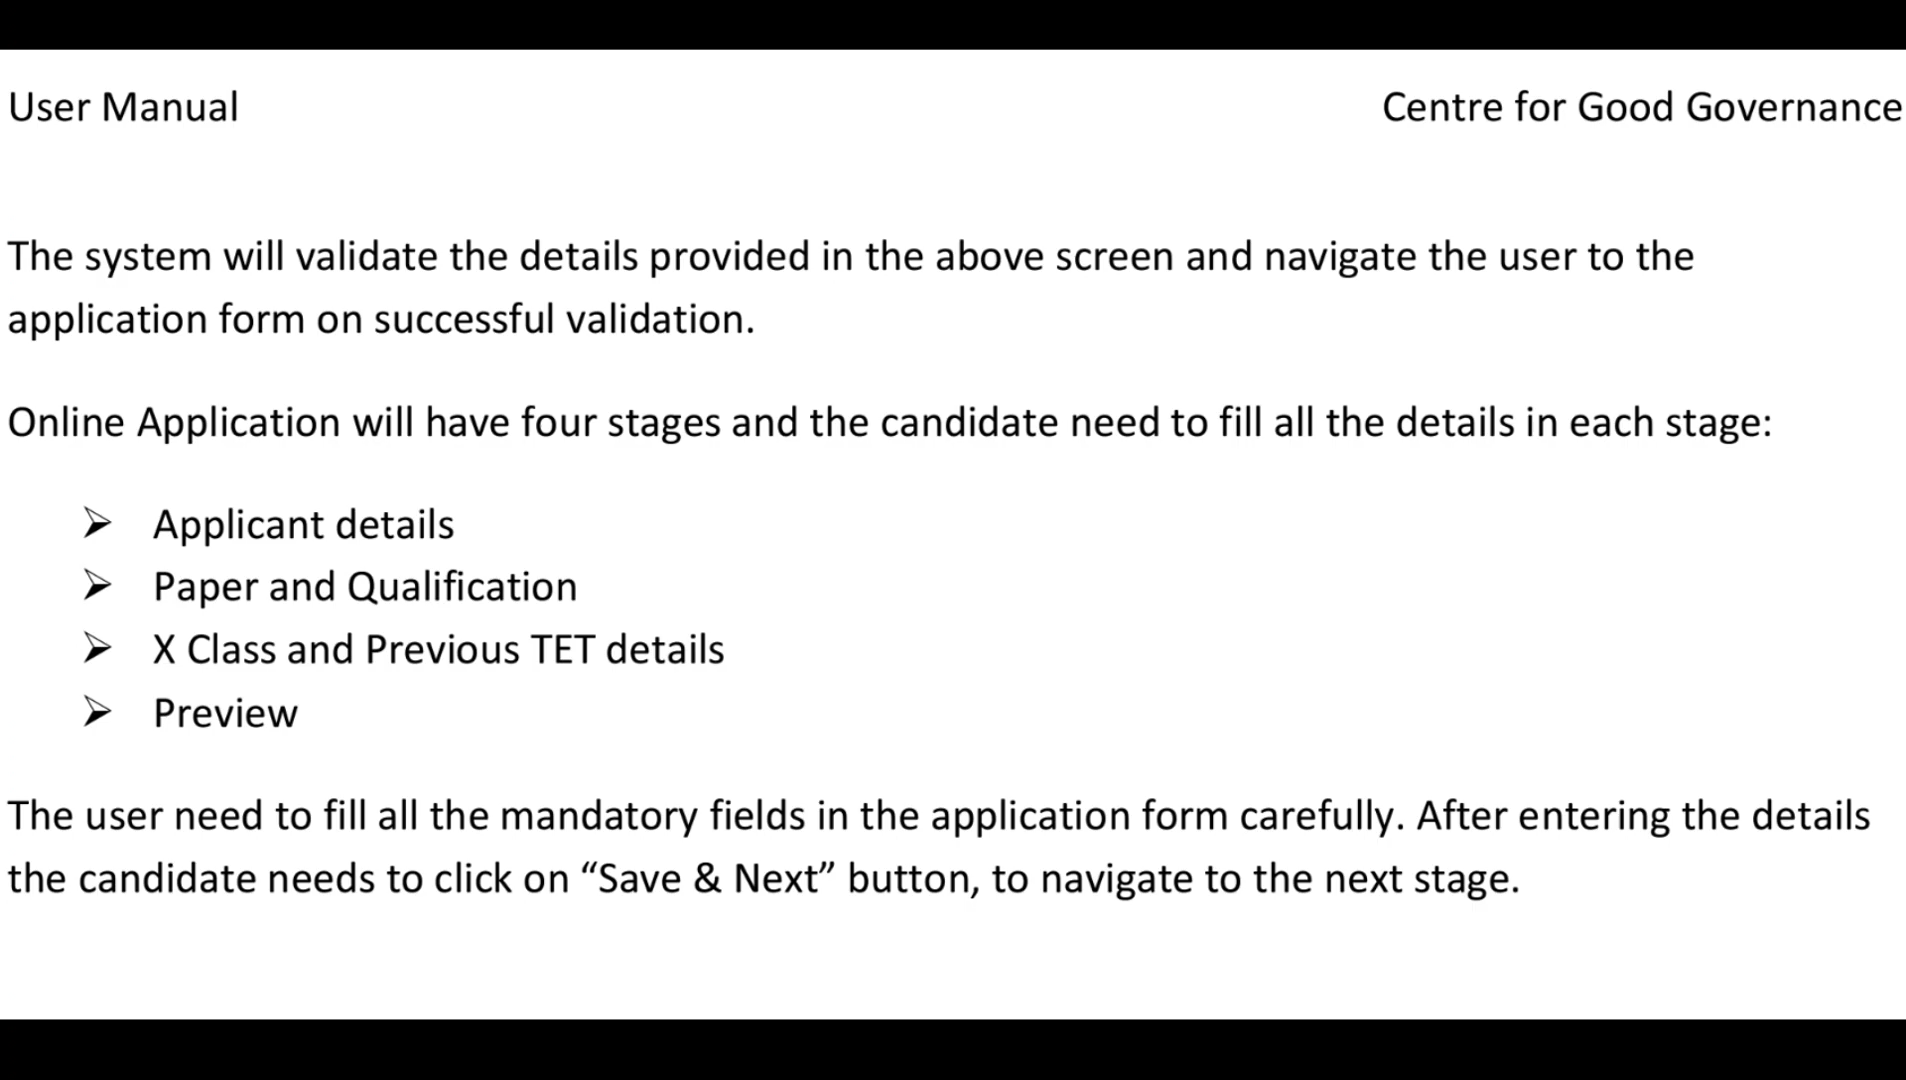 User Manual
Centre for Good Governance
The system will validate the details provided in the above screen and navigate the user to the
application form on successful validation.
Online Application will have four stages and the candidate need to fill all the details in each stage:
➢ Applicant details
➢ Paper and Qualification
➢ X Class and Previous TET details
➢ Preview
The user need to fill all the mandatory fields in the application form carefully. After entering the details
the candidate needs to click on “Save & Next” button, to navigate to the next stage.